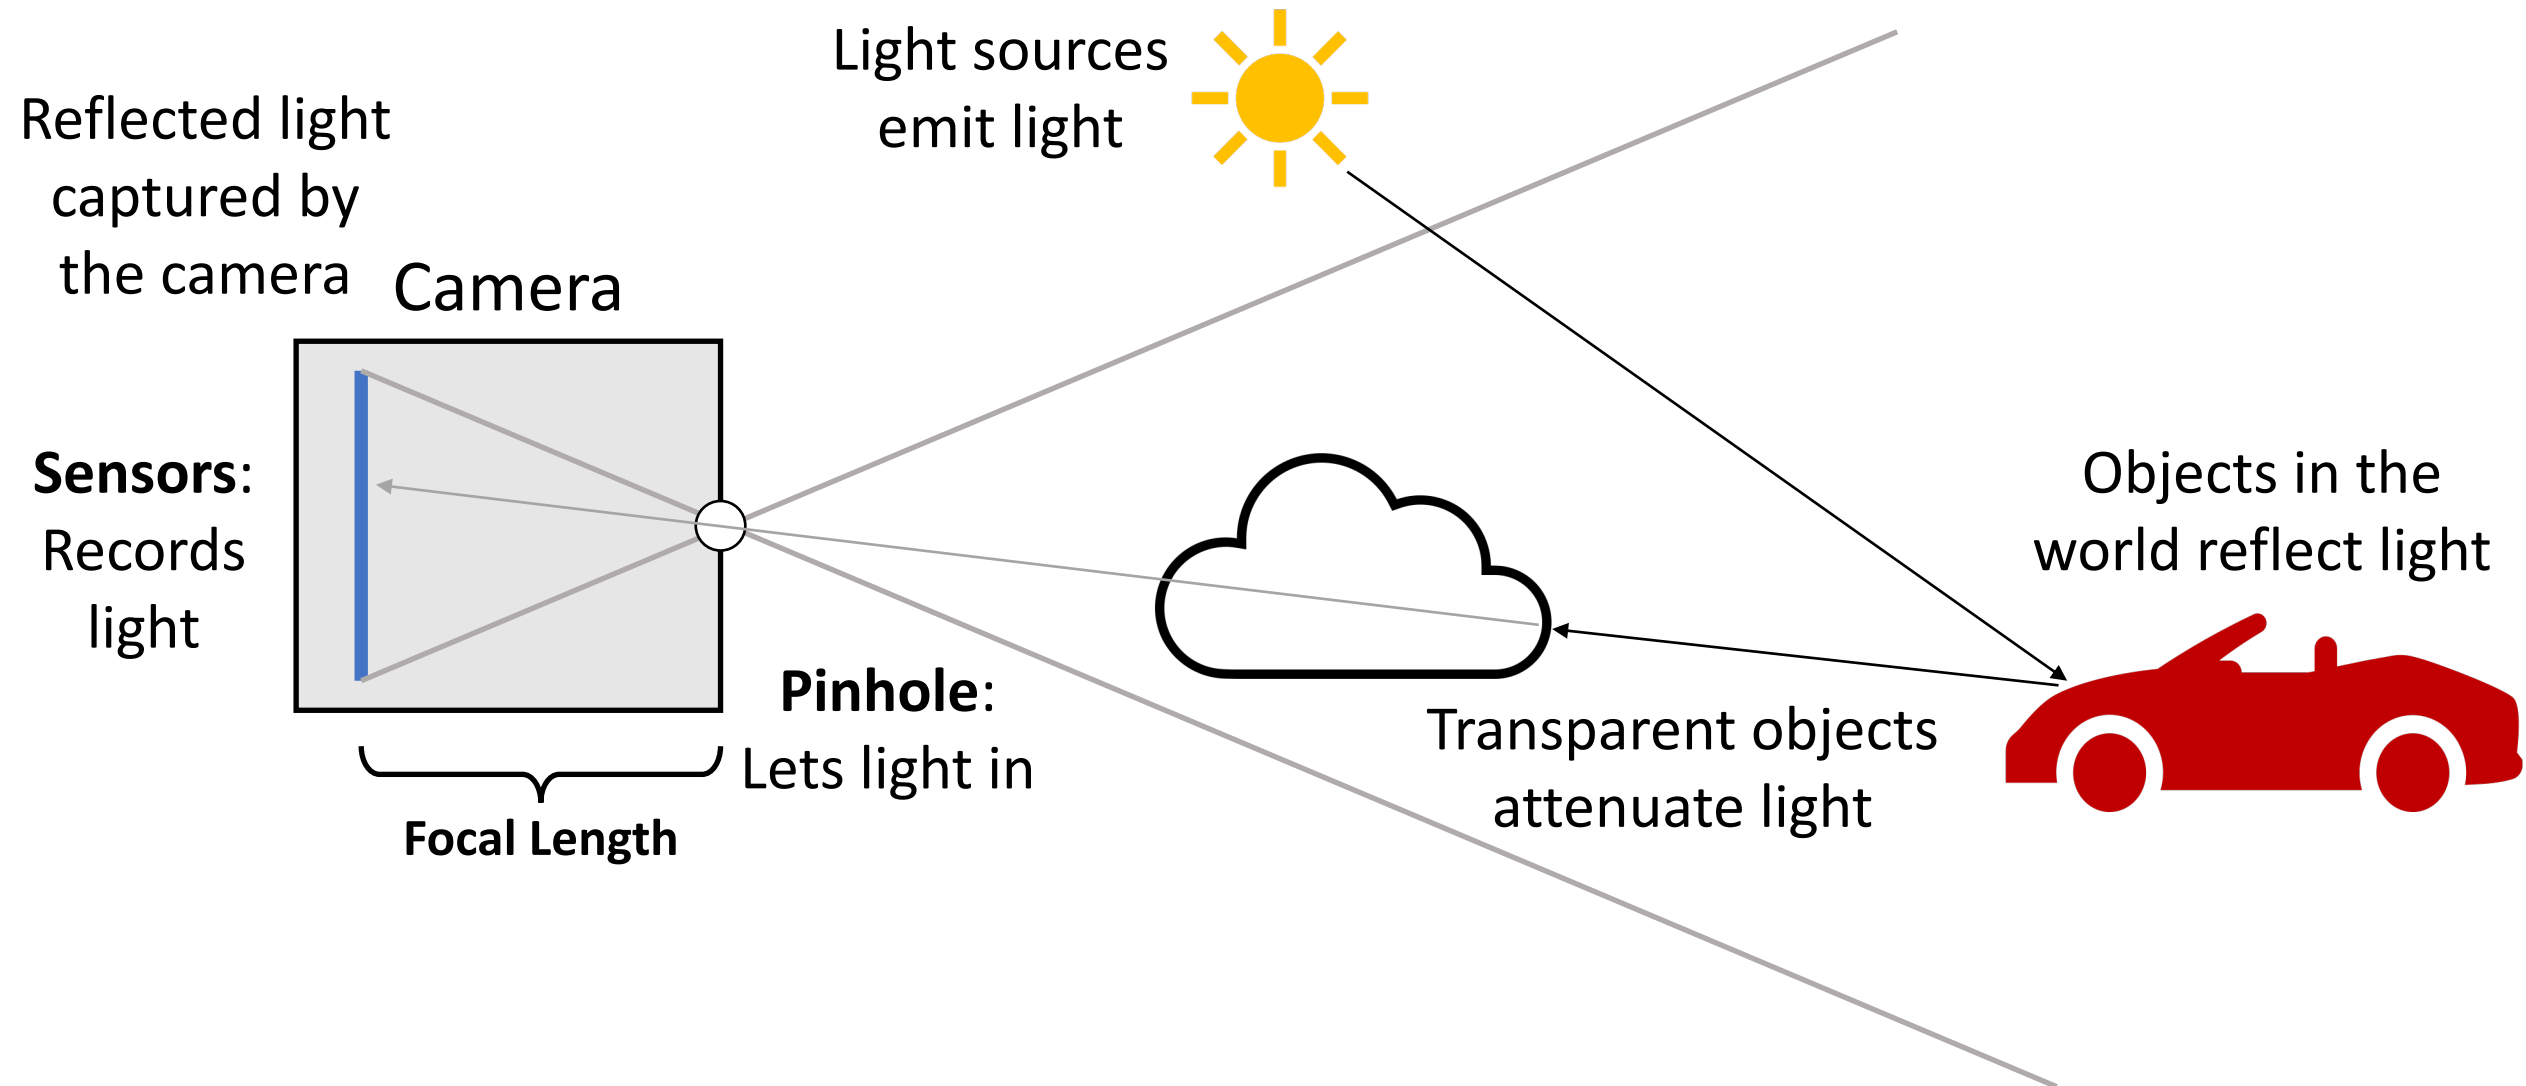 Light sources
emit light
Reflected light
captured by
the camera
Camera
Sensors:
Records
light
Objects in the
world reflect light
Pinhole:
Lets light in
Transparent objects
attenuate light
Focal Length